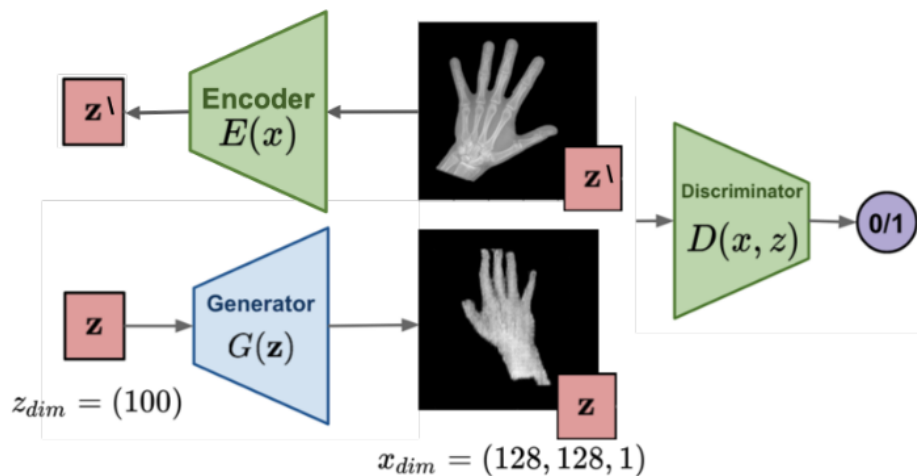 z \
Encoder
E(x)
z \
Discriminator
D(x, z)
0/1
z
Generator
G(z)
z
z_dim = (100)
x_dim = (128, 128, 1)